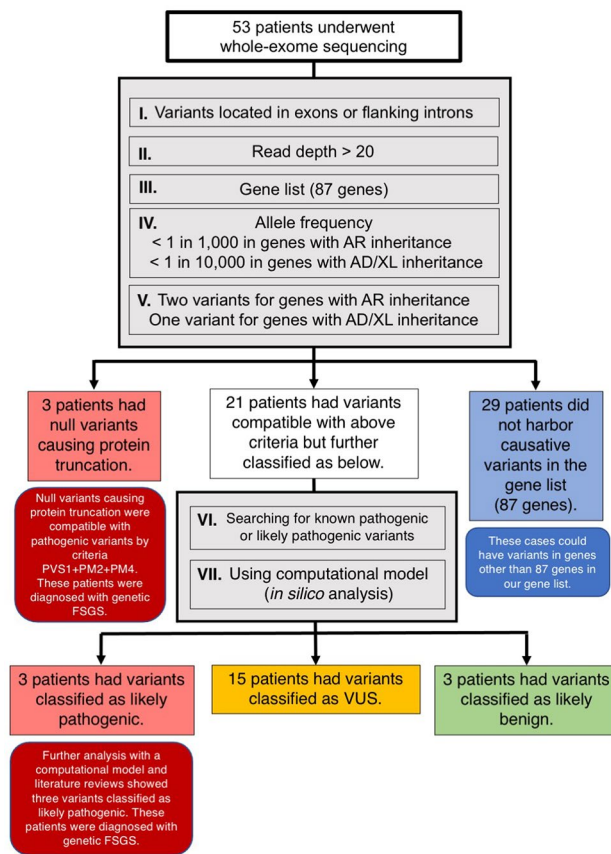 53 patients underwent
whole-exome sequencing
I. Variants located in exons or flanking introns
II. Read depth > 20
III. Gene list (87 genes)
IV. Allele frequency
< 1 in 1,000 in genes with AR inheritance
< 1 in 10,000 in genes with AD/XL inheritance
V. Two variants for genes with AR inheritance
One variant for genes with AD/XL inheritance
3 patients had
null variants
causing protein
truncation.
21 patients had variants
compatible with above
criteria but further
classified as below.
29 patients did
not harbor
causative
variants in the
gene list
(87 genes).
Null variants causing
protein truncation were
compatible with
pathogenic variants by
criteria
PVS1+PM2+PM4.
These patients were
diagnosed with genetic
FSGS.
VI. Searching for known pathogenic
or likely pathogenic variants
VII. Using computational model
(in silico analysis)
These cases could
have variants in genes
other than 87 genes in
our gene list.
3 patients had variants
classified as likely
pathogenic.
15 patients had variants
classified as VUS.
3 patients had variants
classified as likely
benign.
Further analysis with a
computational model and
literature reviews showed
three variants classified as
likely pathogenic. These
patients were diagnosed with
genetic FSGS.